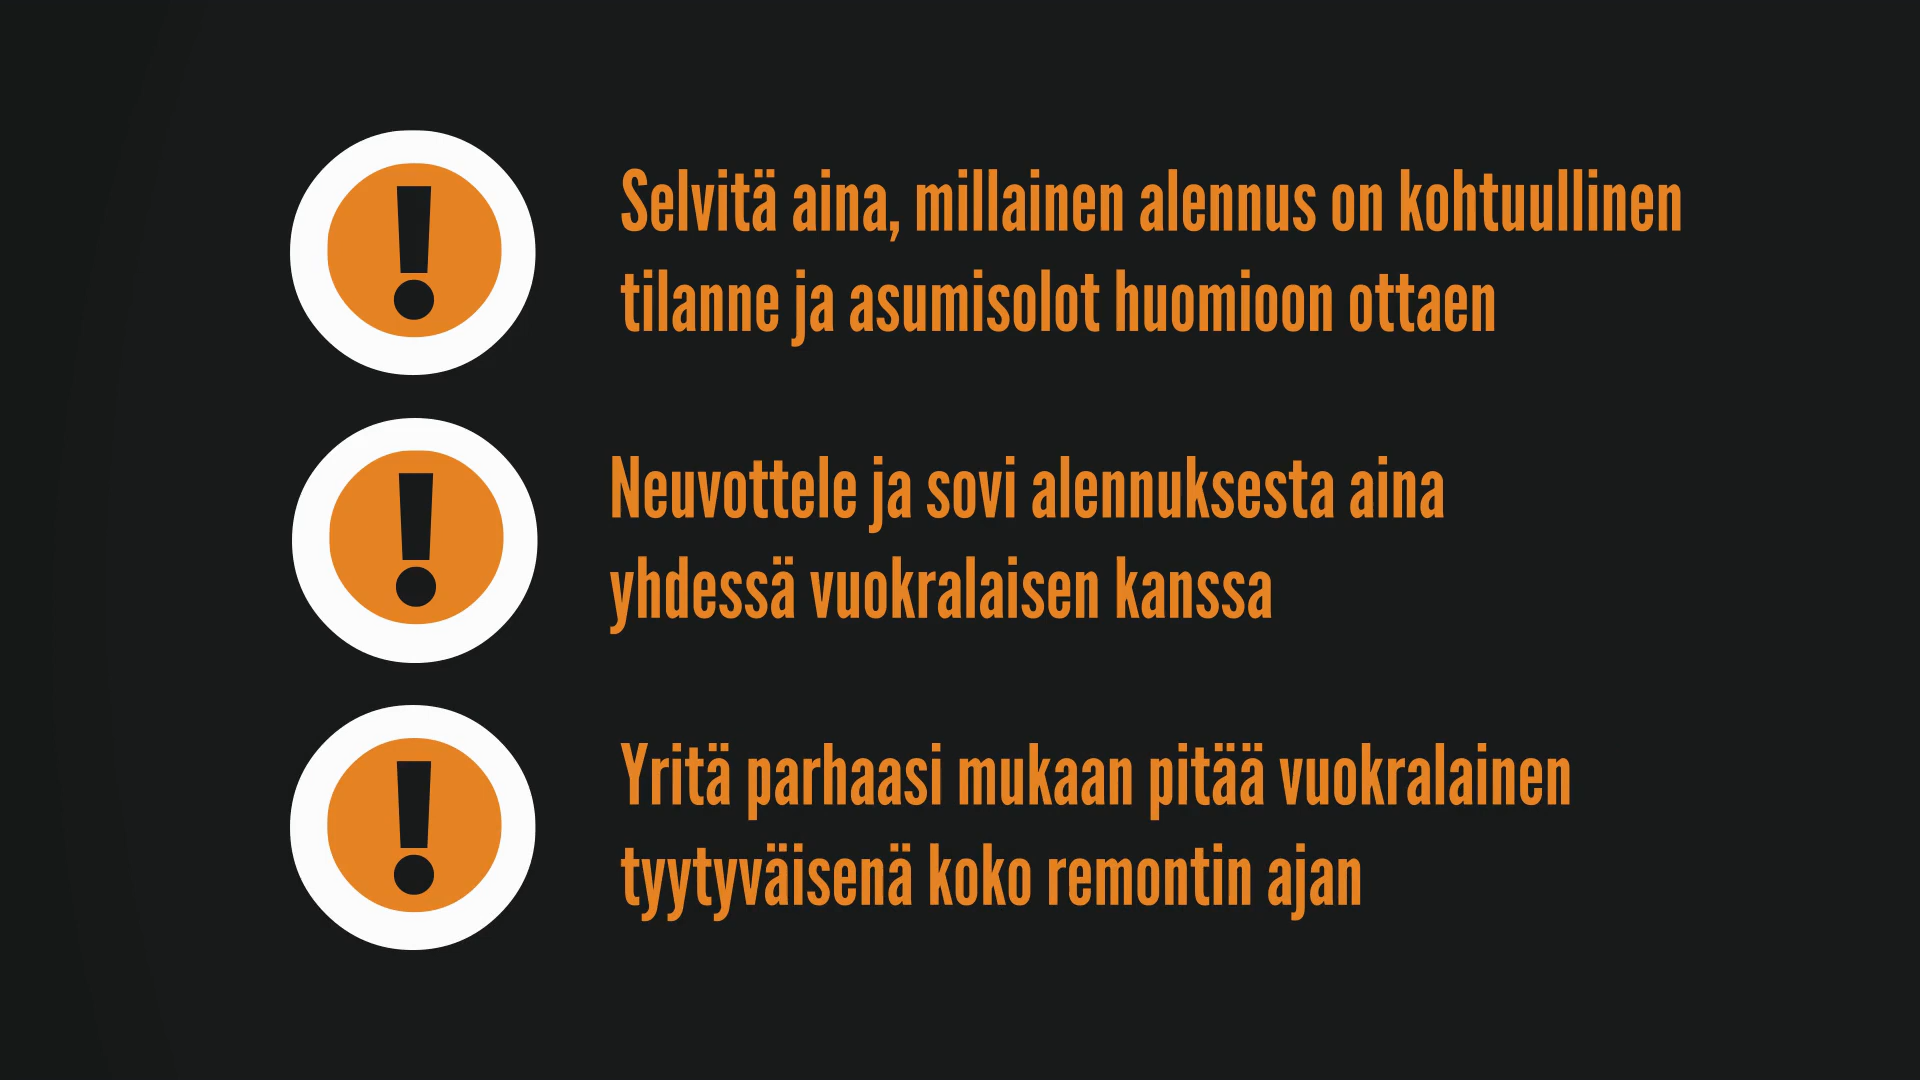 Selvitä aina, millainen alennus on kohtuullinen
tilanne ja asumisolot huomioon ottaen
Neuvottele ja sovi alennuksesta aina
yhdessä vuokralaisen kanssa
Yritä parhaasi mukaan pitää vuokralainen
tyytyväisenä koko remontin ajan